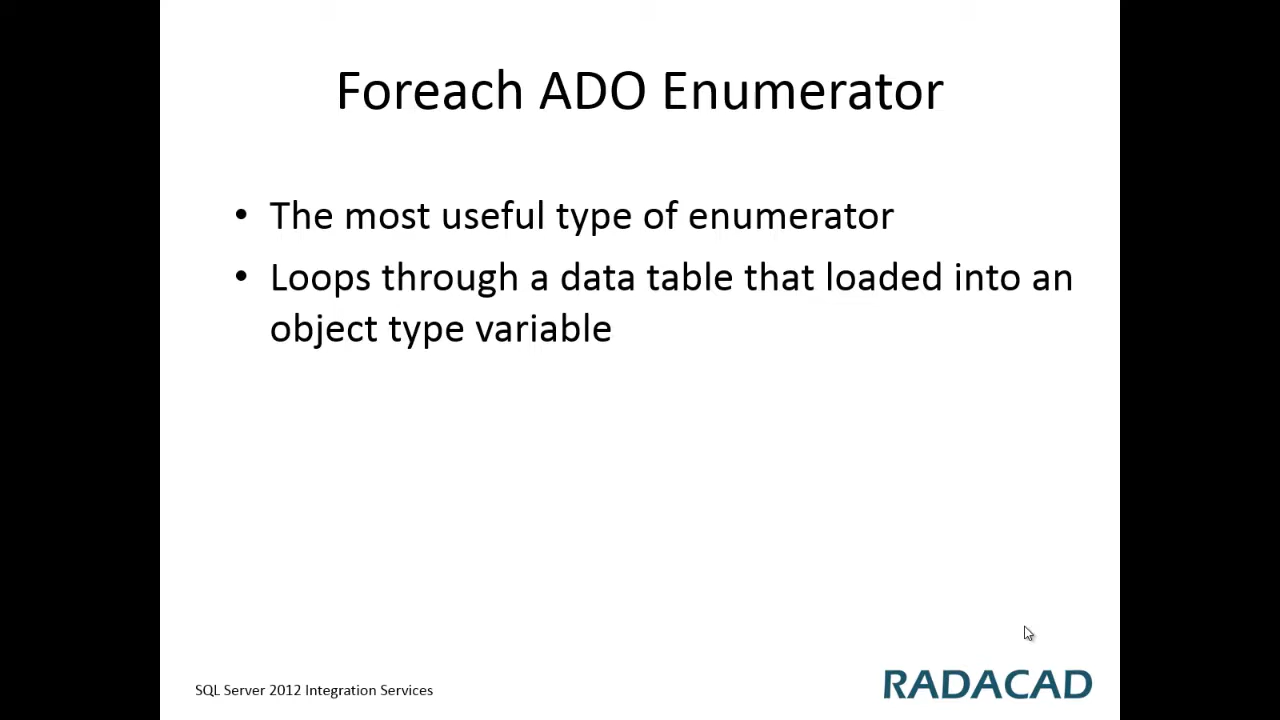 Foreach ADO Enumerator
• The most useful type of enumerator
• Loops through a data table that loaded into an
object type variable
SQL Server 2012 Integration Services
RADACAD